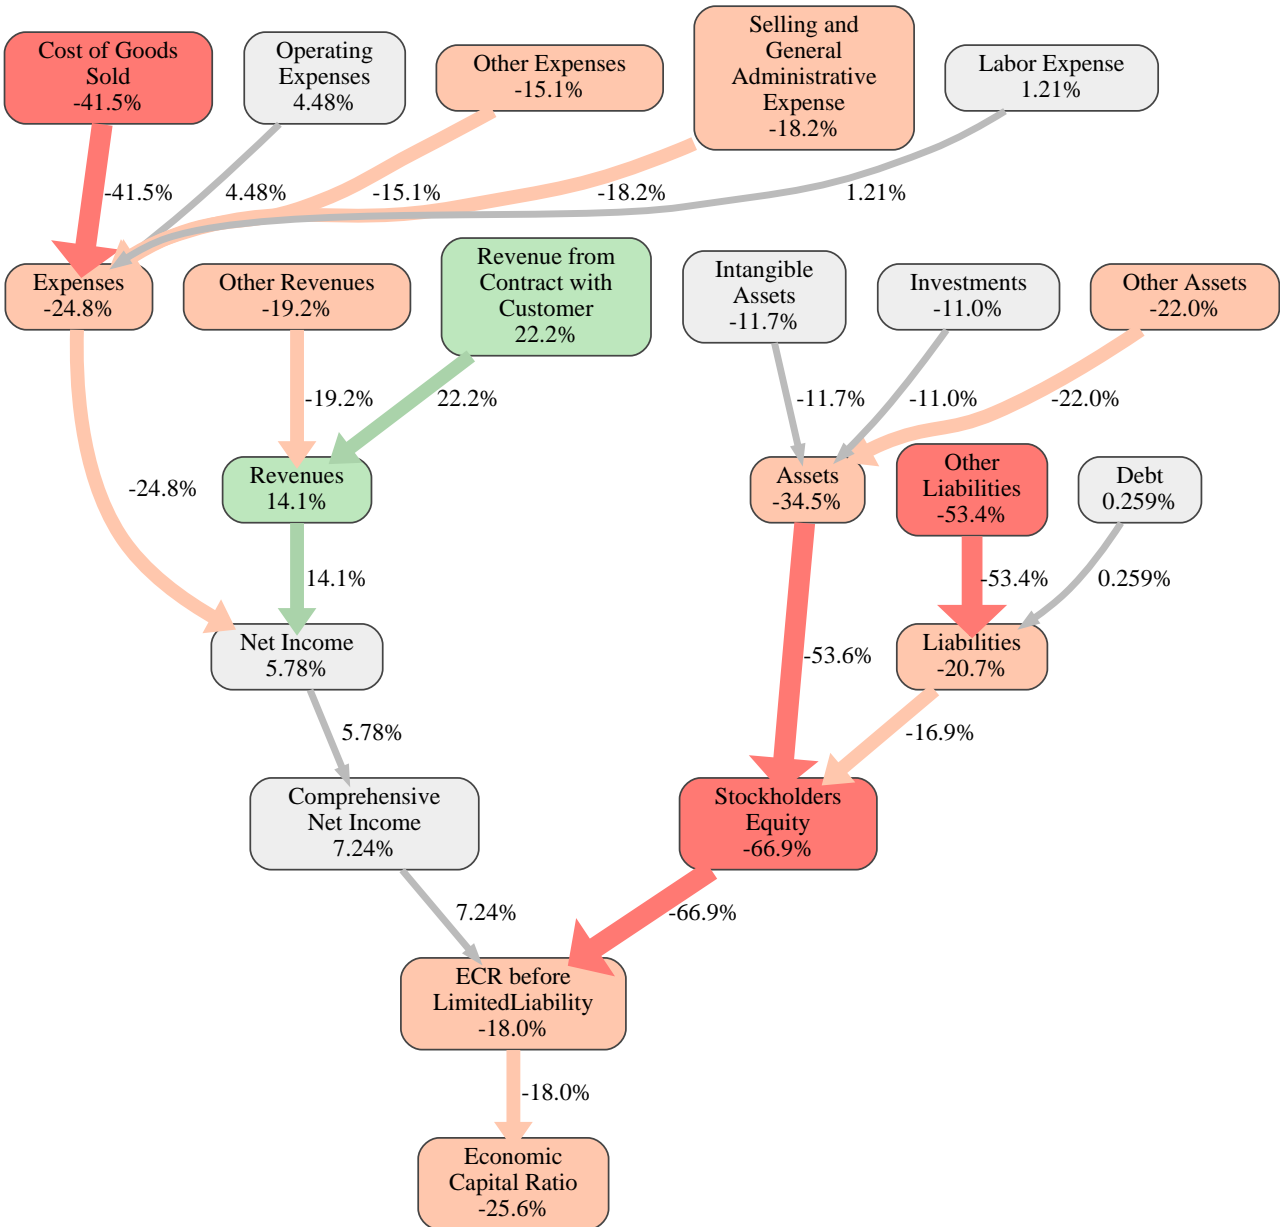 Cost of Goods
Sold
-41.5%
Operating
Expenses
4.48%
Other Expenses
-15.1%
Selling and
General
Administrative
Expense
-18.2%
Labor Expense
1.21%
-41.5%
4.48%
-15.1%
-18.2%
1.21%
Expenses
-24.8%
Other Revenues
-19.2%
Revenue from
Contract with
Customer
22.2%
Intangible
Assets
-11.7%
Investments
-11.0%
Other Assets
-22.0%
-19.2%
22.2%
-11.7%
-11.0%
-22.0%
-24.8%
Revenues
14.1%
Assets
-34.5%
Other
Liabilities
-53.4%
Debt
0.259%
14.1%
-53.4%
0.259%
Net Income
5.78%
-53.6%
Liabilities
-20.7%
5.78%
-16.9%
Comprehensive
Net Income
7.24%
Stockholders
Equity
-66.9%
7.24%
-66.9%
ECR before
LimitedLiability
-18.0%
-18.0%
Economic
Capital Ratio
-25.6%